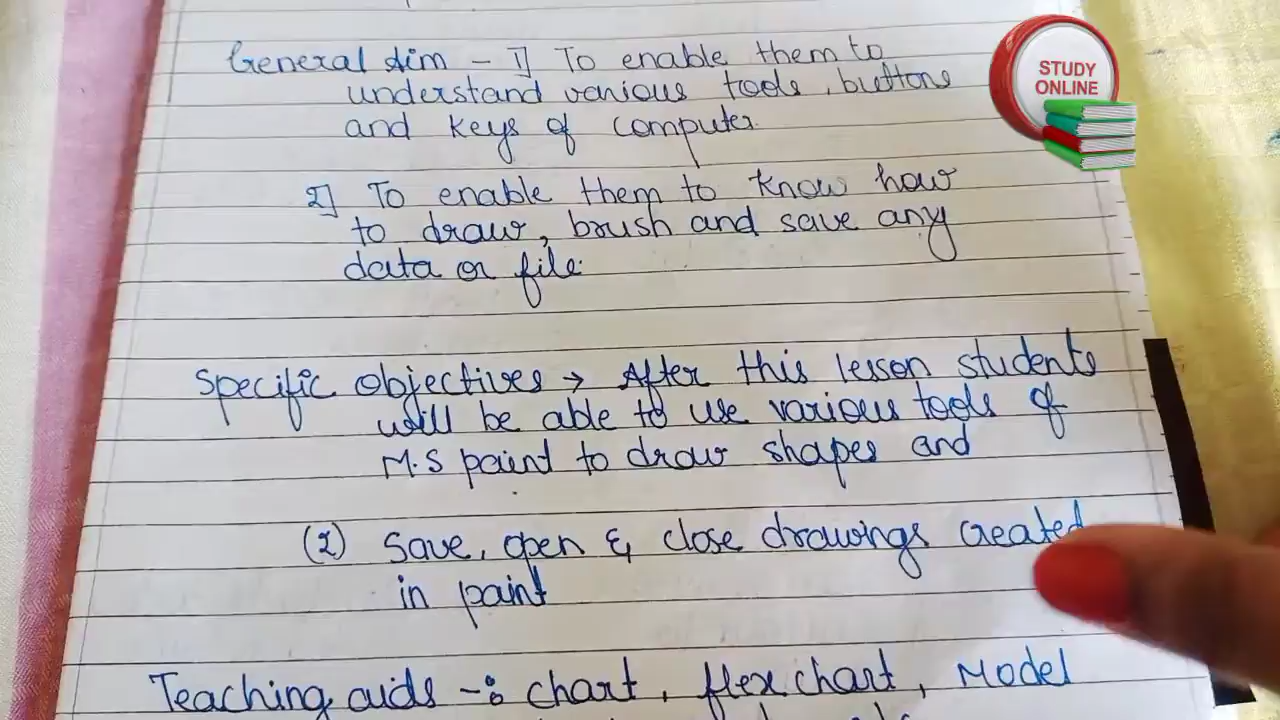 General Aim - 1] To enable them to
understand various tools, buttons
and keys of computer.
2] To enable them to know how
to draw, brush and save any
data or file.
Specific objectives → After this lesson students
will be able to use various tools of
M.S paint to draw shapes and
(2) Save, open & close drawings created
in paint
Teaching aids -: chart, flex chart, Model
STUDY
ONLINE